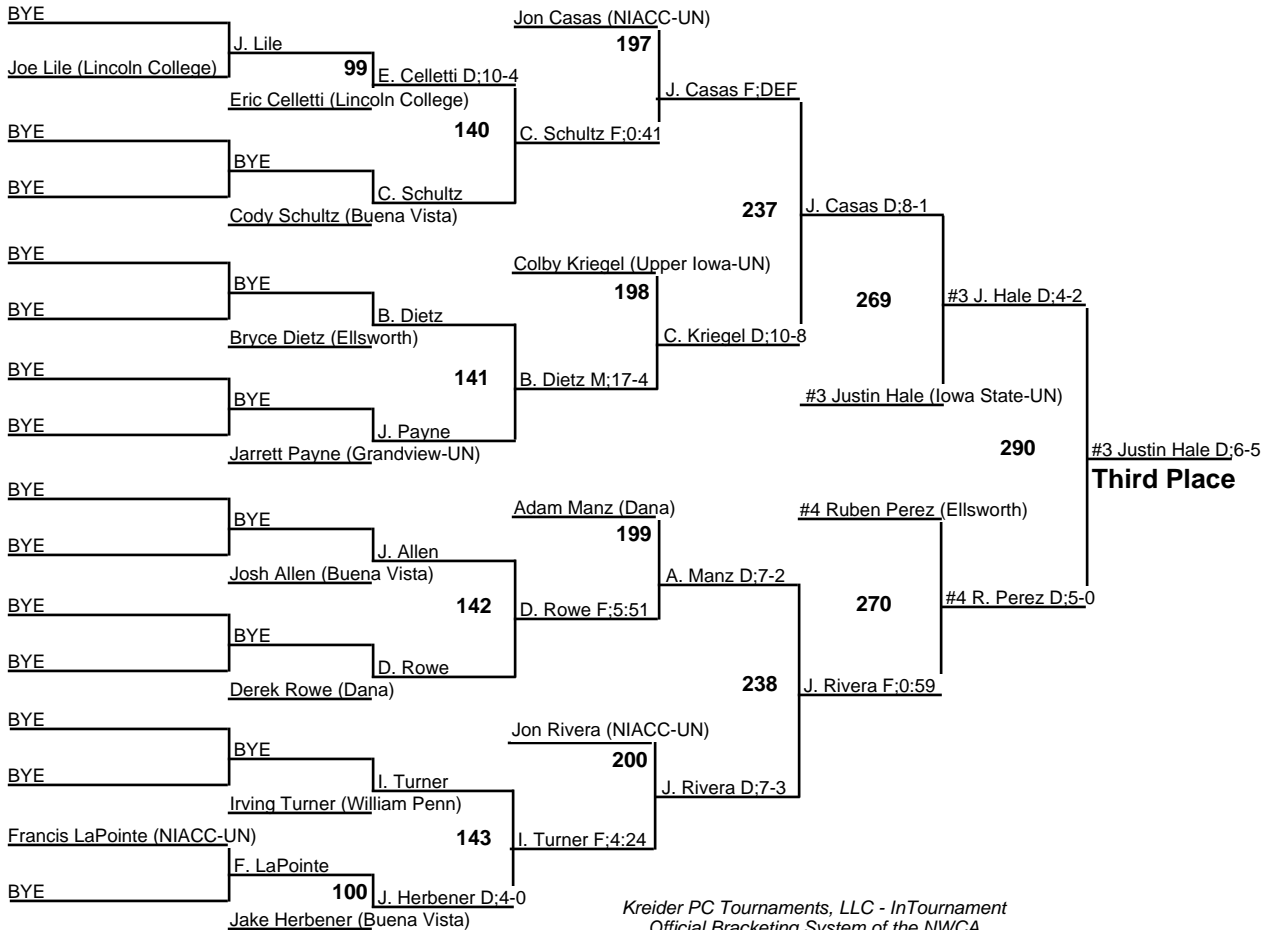 BYE
Jon Casas (NIACC-UN)
J. Lile
197
Joe Lile (Lincoln College)
99
E. Celletti D;10-4
J. Casas F;DEF
Eric Celletti (Lincoln College)
BYE
140
C. Schultz F;0:41
BYE
BYE
C. Schultz
Cody Schultz (Buena Vista)
237
J. Casas D;8-1
BYE
Colby Kriegel (Upper Iowa-UN)
BYE
198
269
#3 J. Hale D;4-2
BYE
B. Dietz
Bryce Dietz (Ellsworth)
C. Kriegel D;10-8
BYE
141
B. Dietz M;17-4
BYE
#3 Justin Hale (Iowa State-UN)
BYE
J. Payne
Jarrett Payne (Grandview-UN)
290
#3 Justin Hale D;6-5
Third Place
BYE
Adam Manz (Dana)
#4 Ruben Perez (Ellsworth)
BYE
199
BYE
J. Allen
Josh Allen (Buena Vista)
A. Manz D;7-2
BYE
142
D. Rowe F;5:51
270
#4 R. Perez D;5-0
BYE
BYE
D. Rowe
Derek Rowe (Dana)
238
J. Rivera F;0:59
BYE
Jon Rivera (NIACC-UN)
BYE
200
BYE
I. Turner
J. Rivera D;7-3
Irving Turner (William Penn)
Francis LaPointe (NIACC-UN)
143
I. Turner F;4:24
F. LaPointe
BYE
100
J. Herbener D;4-0
Jake Herbener (Buena Vista)
Kreider PC Tournaments, LLC - InTournament
Official Bracketing System of the NWCA